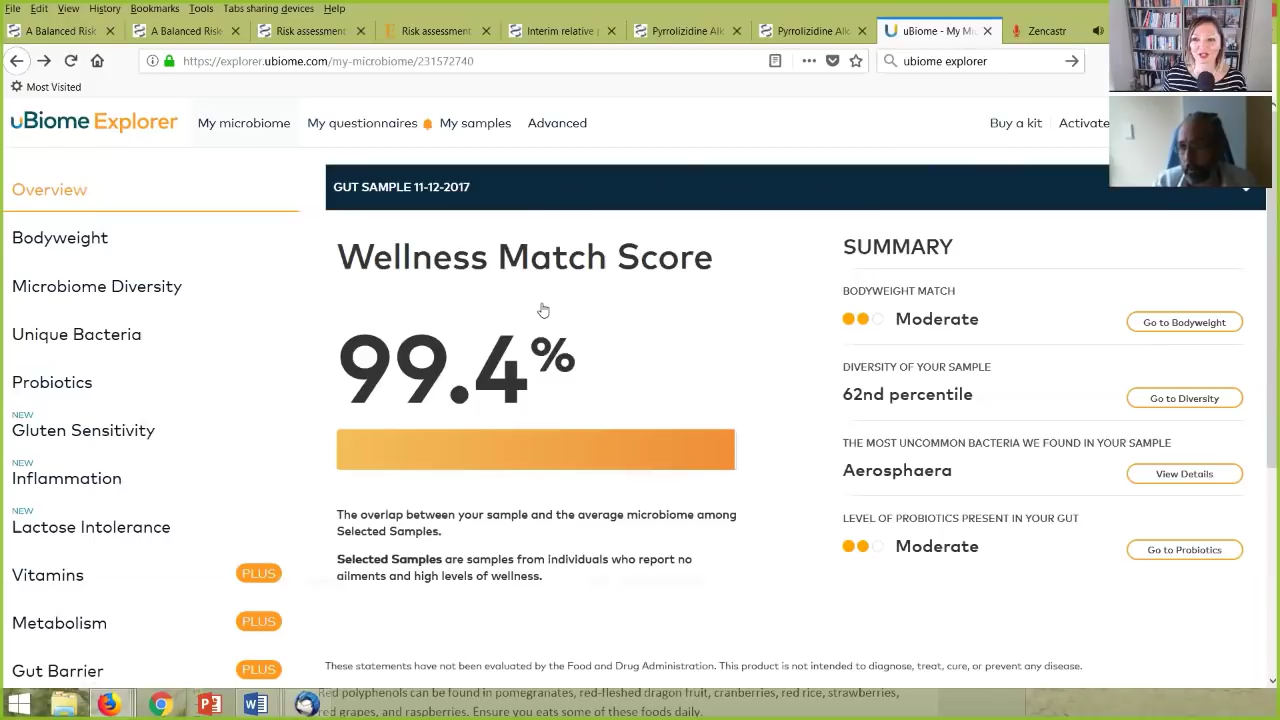 File Edit View History Bookmarks Tools Tabs sharing devices Help
A Balanced Risk
A Balanced Risk
Risk assessment
Risk assessment
Interim relative
Pyrrolizidine Alk
Pyrrolizidine Alk
uBiome - My Mi
Zencastr
https://explorer.ubiome.com/my-microbiome/231572740
ubiome explorer
Most Visited
uBiome Explorer
My microbiome
My questionnaires
My samples
Advanced
Buy a kit
Activate
Overview
Bodyweight
Microbiome Diversity
Unique Bacteria
Probiotics
NEW
Gluten Sensitivity
NEW
Inflammation
NEW
Lactose Intolerance
Vitamins PLUS
Metabolism PLUS
Gut Barrier PLUS
GUT SAMPLE 11-12-2017
Wellness Match Score
99.4%
The overlap between your sample and the average microbiome among
Selected Samples.
Selected Samples are samples from individuals who report no
ailments and high levels of wellness.
SUMMARY
BODYWEIGHT MATCH
Moderate
Go to Bodyweight
DIVERSITY OF YOUR SAMPLE
62nd percentile
Go to Diversity
THE MOST UNCOMMON BACTERIA WE FOUND IN YOUR SAMPLE
Aerosphaera
View Details
LEVEL OF PROBIOTICS PRESENT IN YOUR GUT
Moderate
Go to Probiotics
These statements have not been evaluated by the Food and Drug Administration. This product is not intended to diagnose, treat, cure, or prevent any disease.
Red polyphenols can be found in pomegranates, red-fleshed dragon fruit, cranberries, red rice, strawberries,
red grapes, and raspberries. Ensure you eats some of these foods daily.